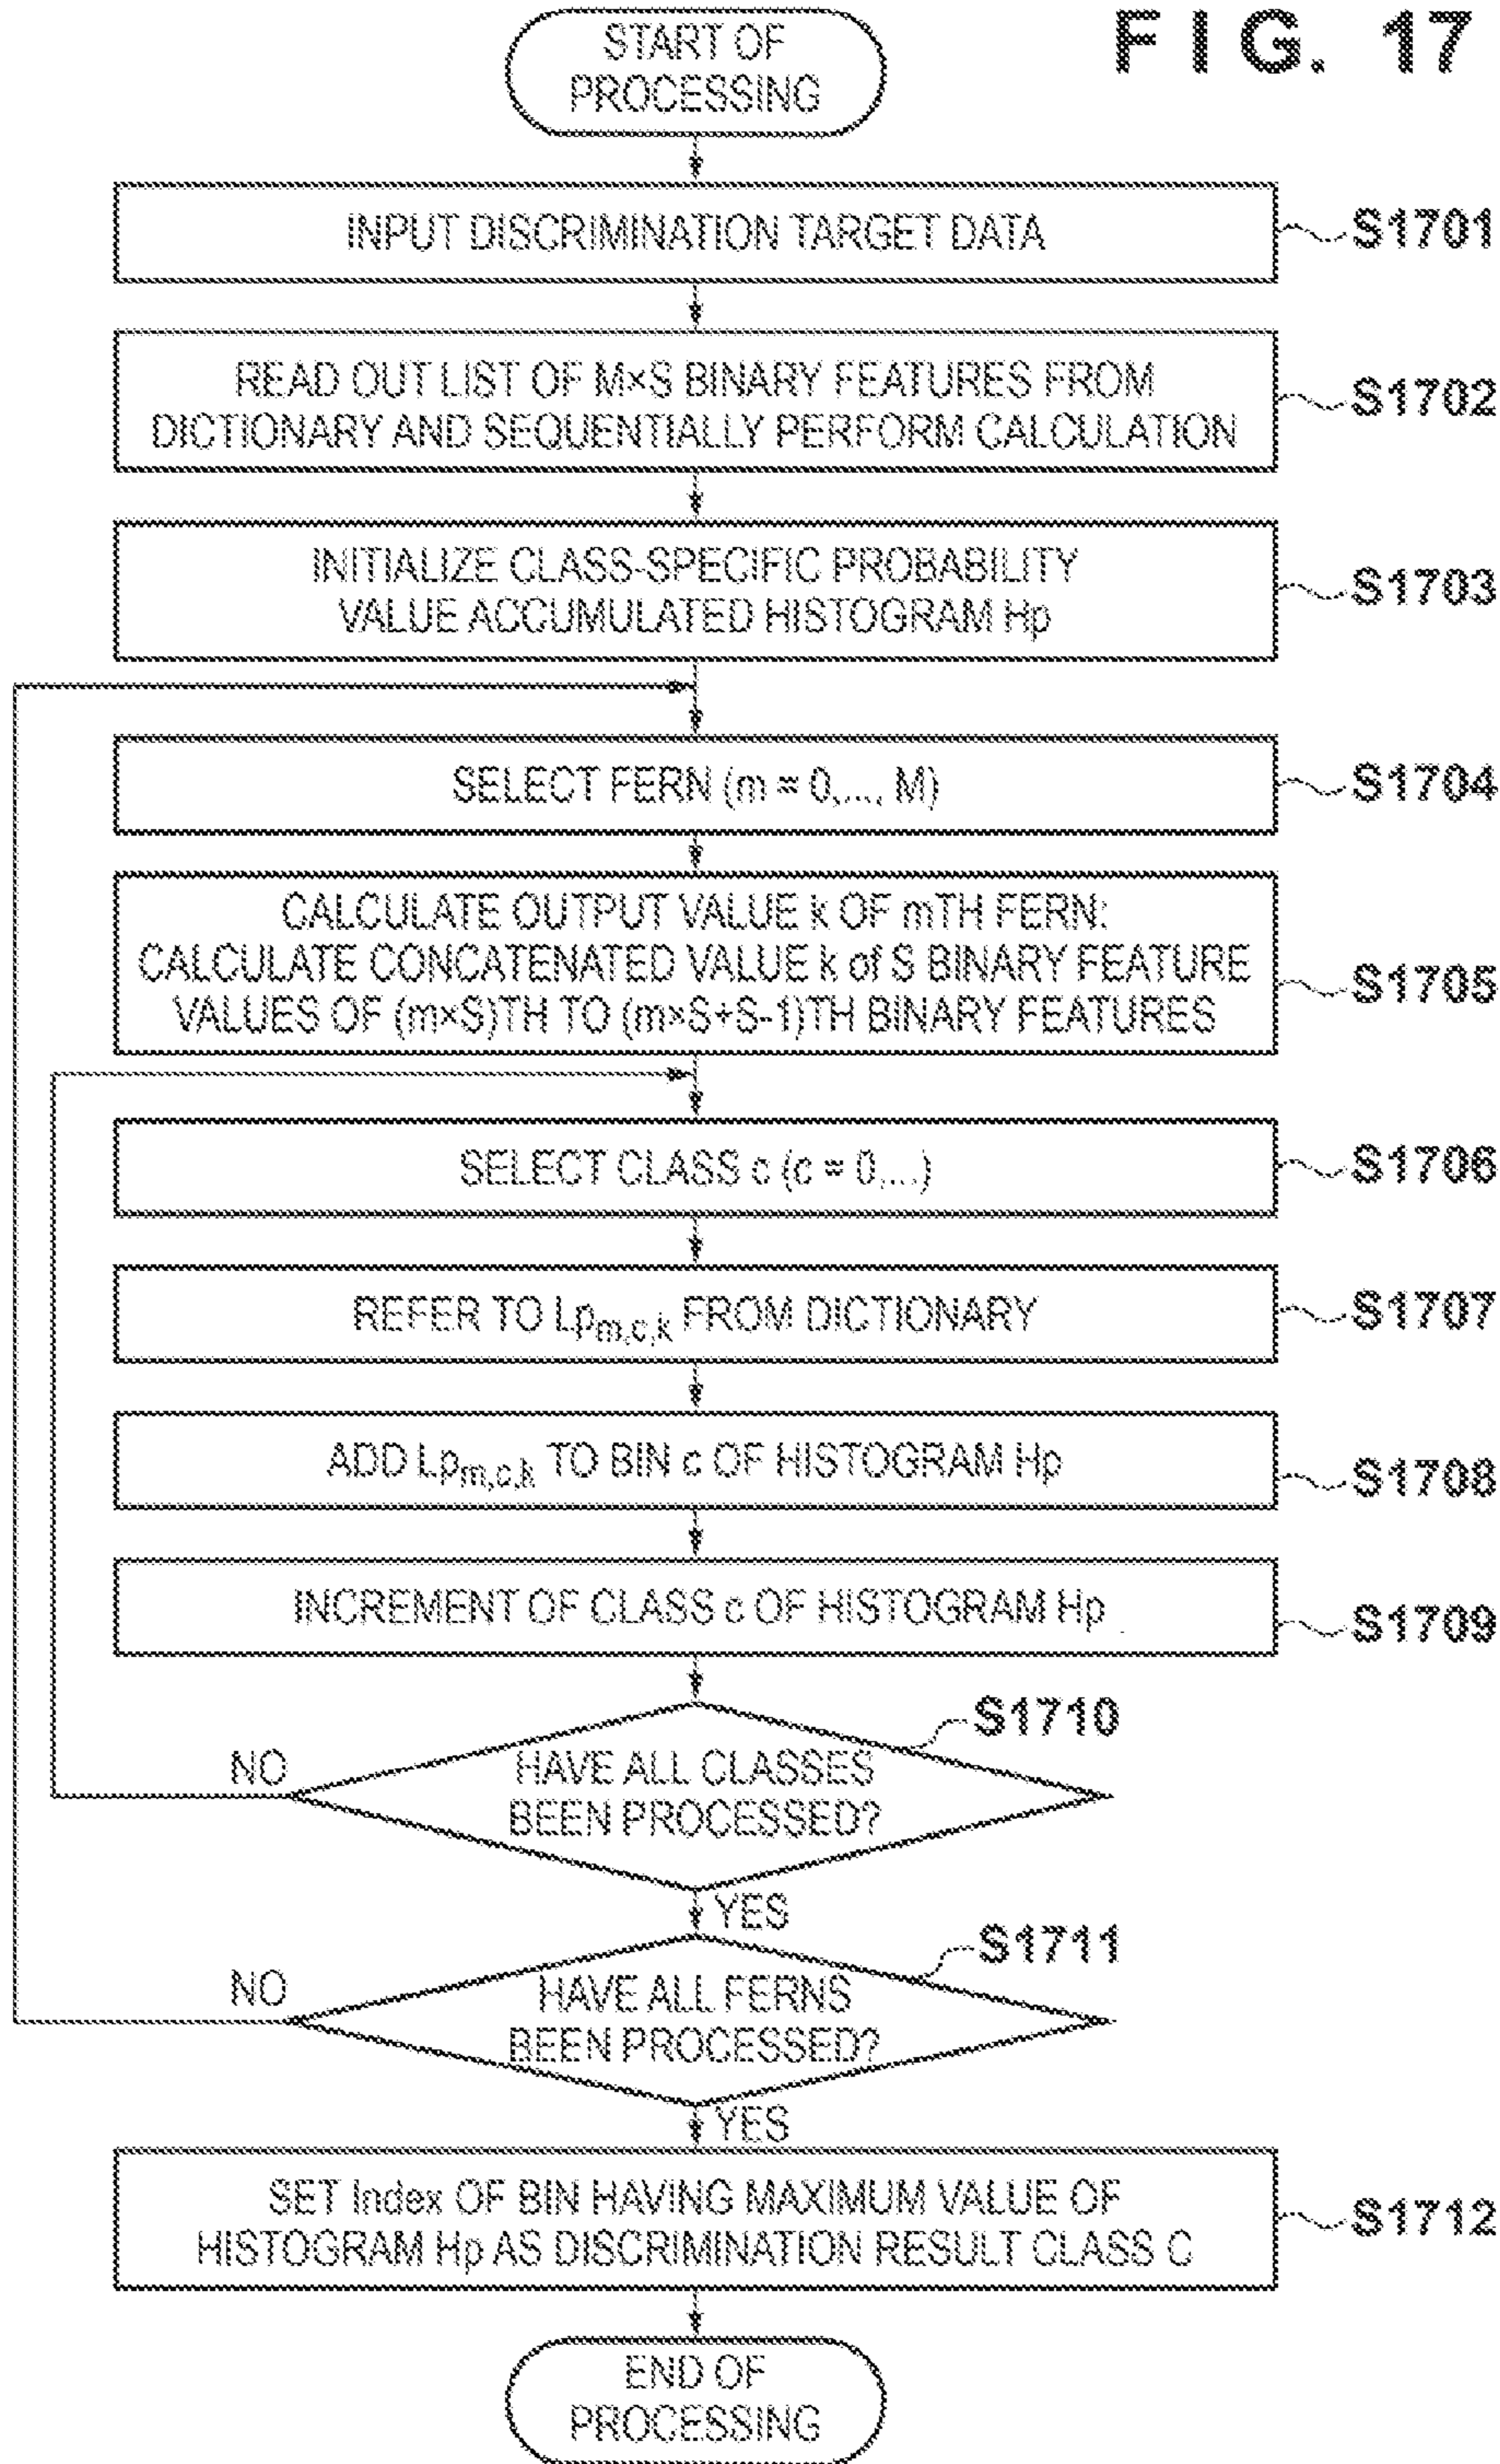 FIG. 17
START OF
PROCESSING
INPUT DISCRIMINATION TARGET DATA
S1701
READ OUT LIST OF M×S BINARY FEATURES FROM
DICTIONARY AND SEQUENTIALLY PERFORM CALCULATION
S1702
INITIALIZE CLASS-SPECIFIC PROBABILITY
VALUE ACCUMULATED HISTOGRAM Hp
S1703
SELECT FERN (m = 0,..., M)
S1704
CALCULATE OUTPUT VALUE k OF mTH FERN:
CALCULATE CONCATENATED VALUE k of S BINARY FEATURE
VALUES OF (m×S)TH TO (m×S+S-1)TH BINARY FEATURES
S1705
SELECT CLASS c (c = 0,...)
S1706
REFER TO Lpm,c,k FROM DICTIONARY
S1707
ADD Lpm,c,k TO BIN c OF HISTOGRAM Hp
S1708
INCREMENT OF CLASS c OF HISTOGRAM Hp
S1709
S1710
NO
HAVE ALL CLASSES
BEEN PROCESSED?
YES
S1711
NO
HAVE ALL FERNS
BEEN PROCESSED?
YES
SET Index OF BIN HAVING MAXIMUM VALUE OF
HISTOGRAM Hp AS DISCRIMINATION RESULT CLASS C
S1712
END OF
PROCESSING